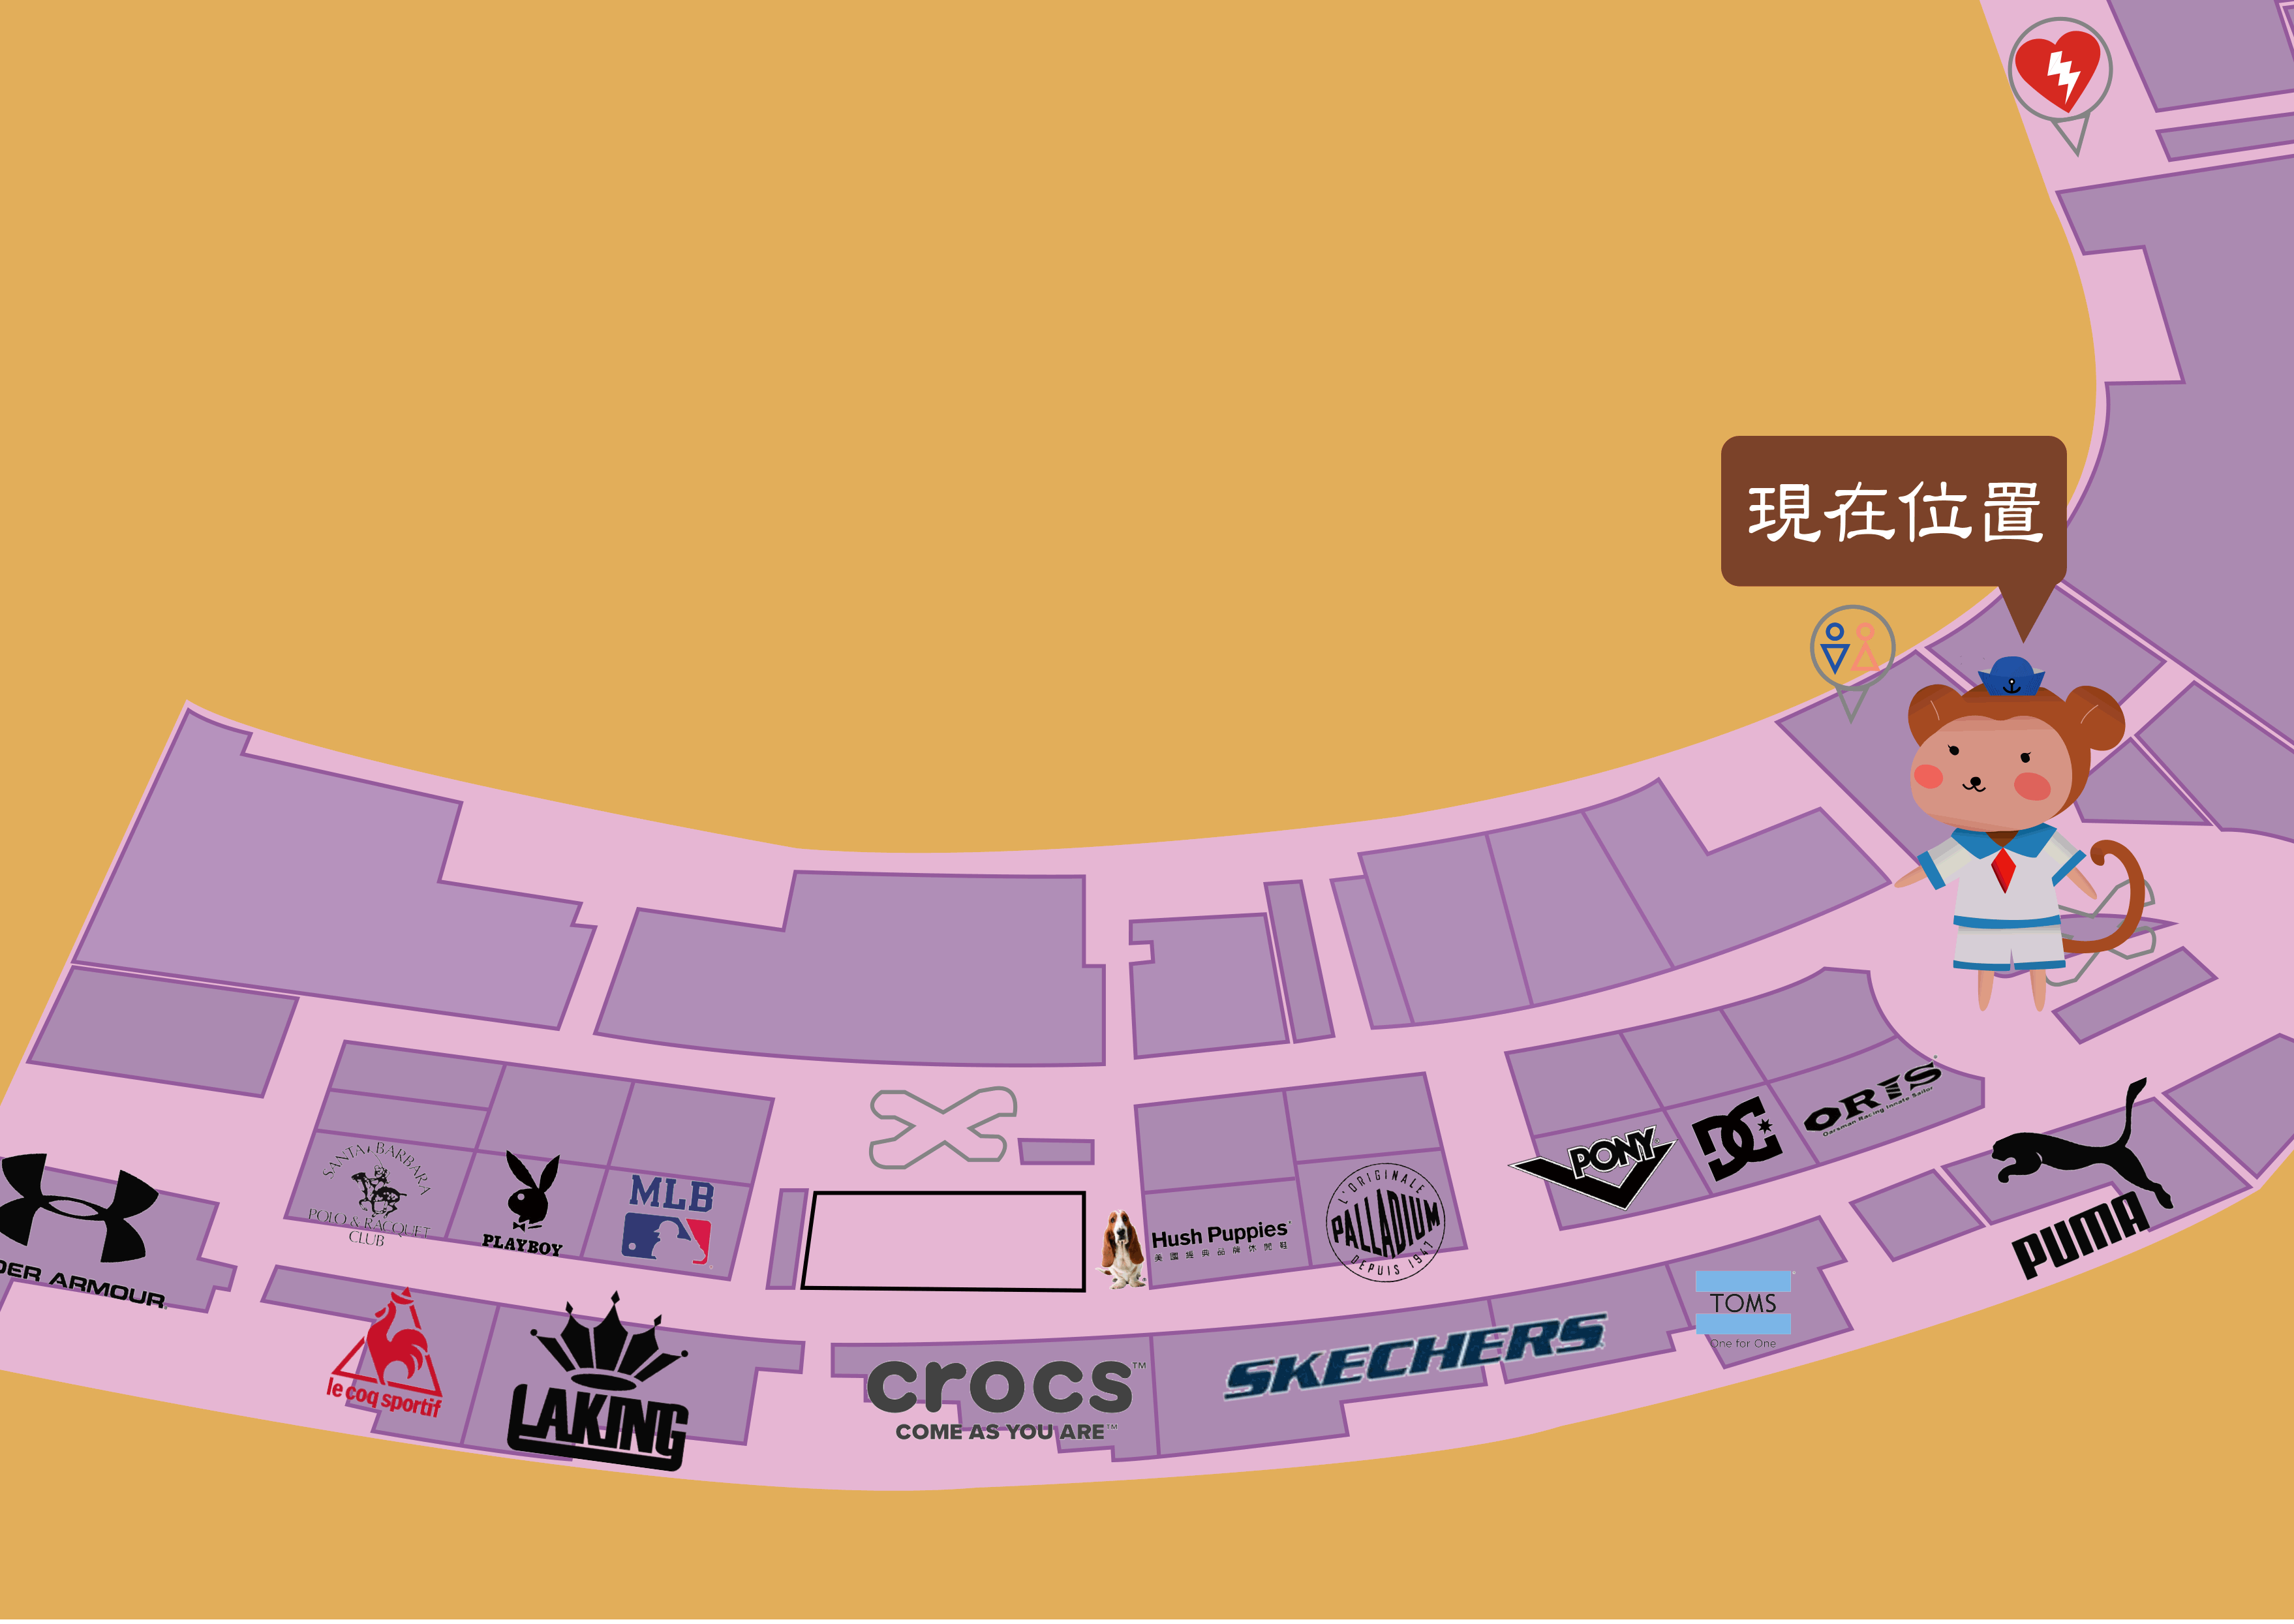 現在位置
ORIS
Oarsman Racing Innate Sailor
DC
PONY
PUMA
SANTA BARBARA
POLO & RACQUET
CLUB
PLAYBOY
MLB
Hush Puppies
美國經典品牌休閒鞋
L'ORIGINALE
PALLADIUM
DEPUIS 1947
DER ARMOUR
le coq sportif
LAKING
crocs™
COME AS YOU ARE™
SKECHERS
TOMS
One for One